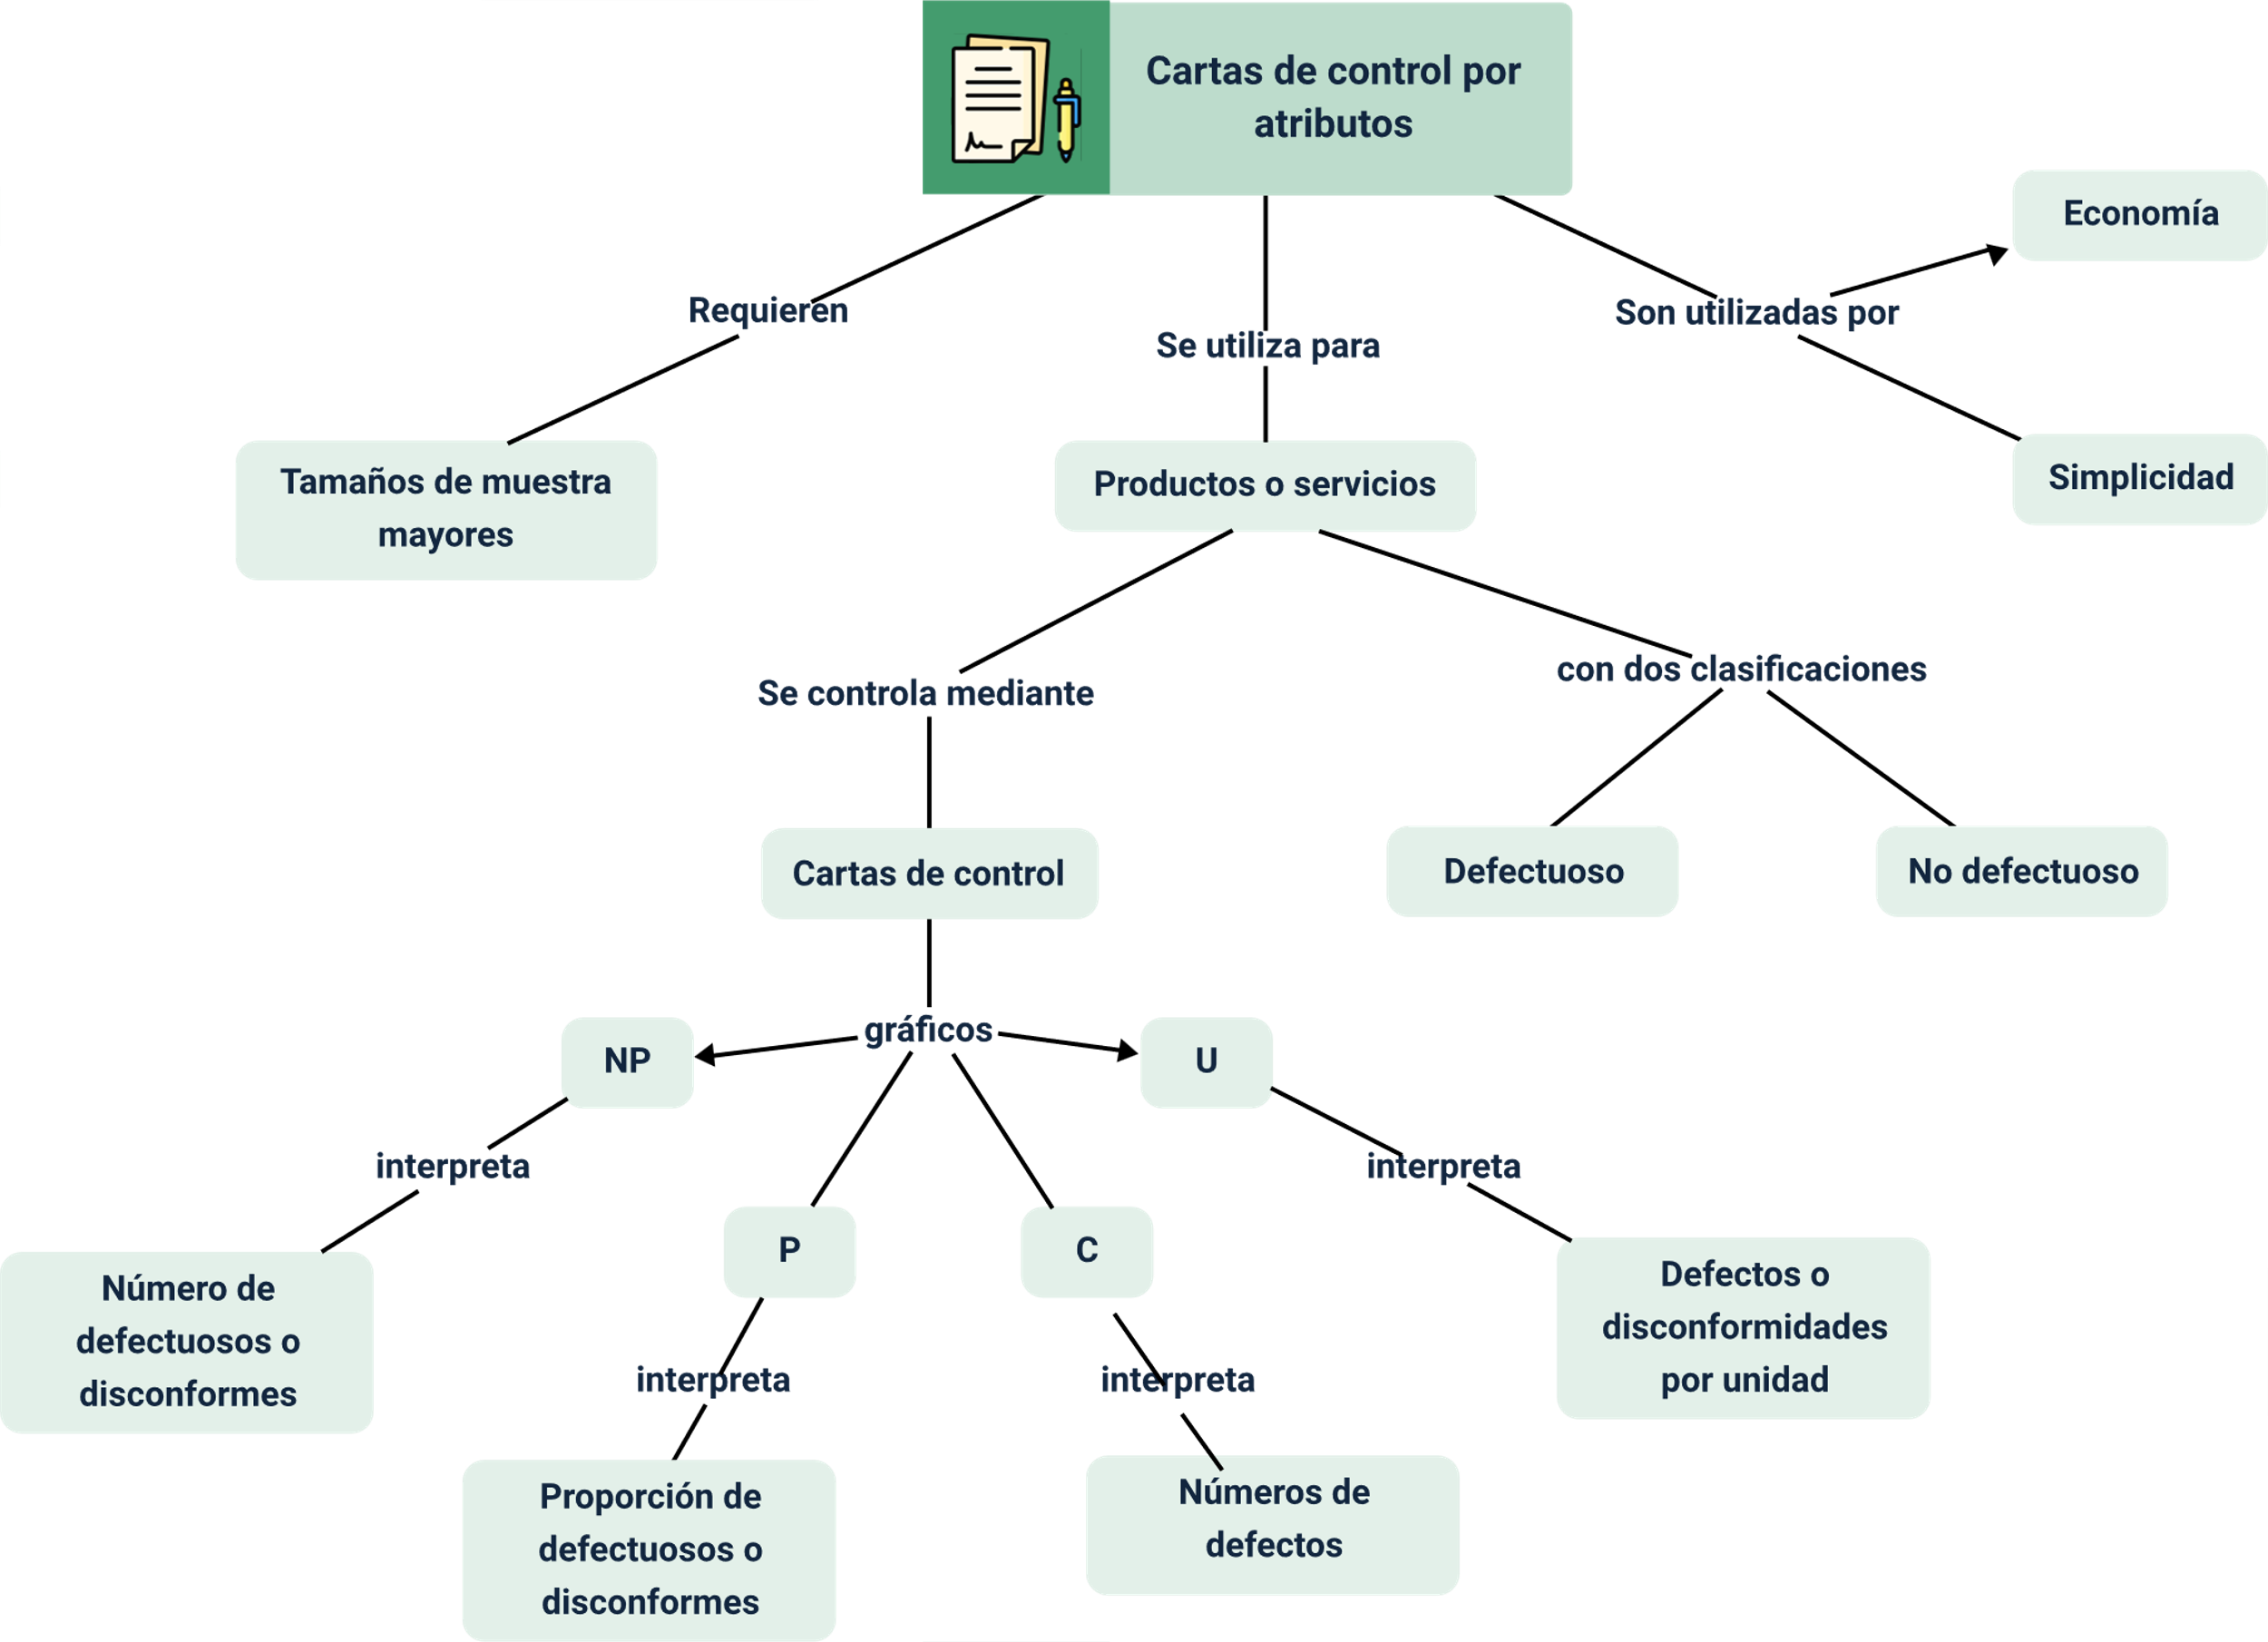 Cartas de control por
atributos
Economía
Requieren
Son utilizadas por
Se utiliza para
Tamaños de muestra
mayores
Productos o servicios
Simplicidad
Se controla mediante
con dos clasificaciones
Cartas de control
Defectuoso
No defectuoso
gráficos
NP
U
interpreta
interpreta
P
C
Número de
defectuosos o
disconformes
Defectos o
disconformidades
por unidad
interpreta
interpreta
Proporción de
defectuosos o
disconformes
Números de
defectos